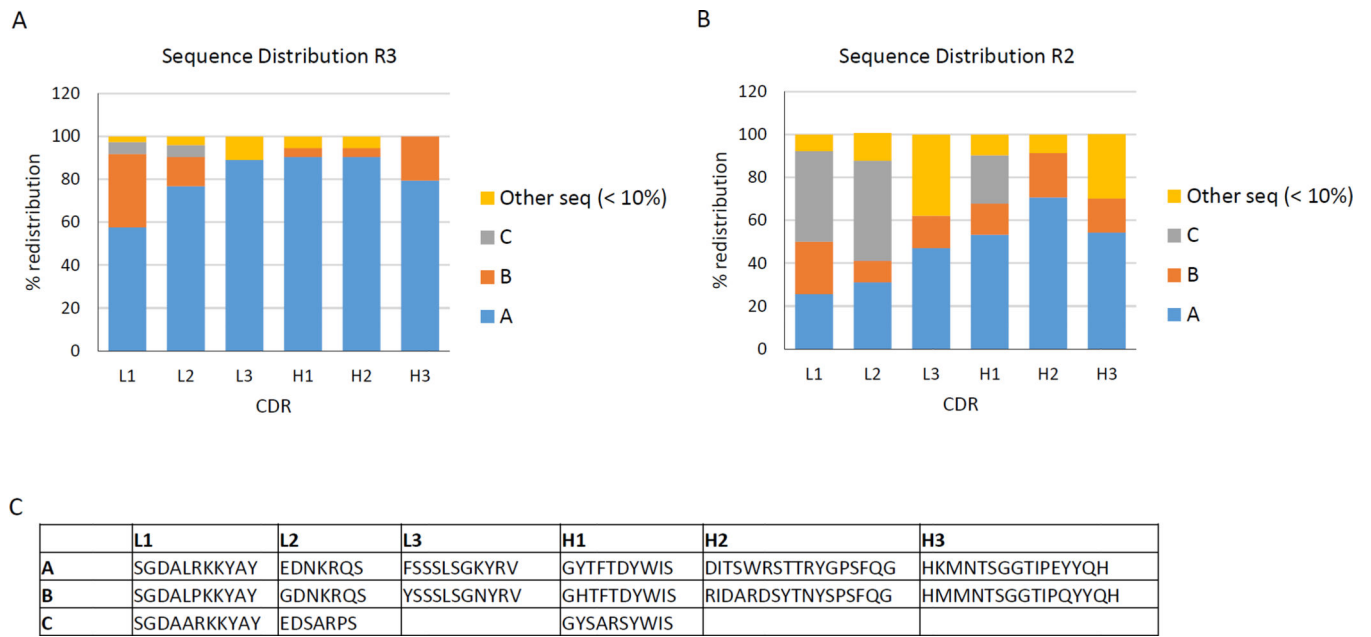 A
Sequence Distribution R3
120
100
80
60
40
20
0
% redistribution
L1 L2 L3 H1 H2 H3
CDR
Other seq (< 10%)
C
B
A
B
Sequence Distribution R2
120
100
80
60
40
20
0
% redistribution
L1 L2 L3 H1 H2 H3
CDR
Other seq (< 10%)
C
B
A
C
L1 L2 L3 H1 H2 H3
A SGDALRKKYAY EDNKRQS FSSSLSGKYRV GYTFTDYWIS DITSWRSTTRYGPSFQG HKMNTSGGTIPEYYQH
B SGDALPKKYAY GDNKRQS YSSSLSGNYRV GHTFTDYWIS RIDARDSYTNYSPSFQG HMMNTSGGTIPQYYQH
C SGDAARKKYAY EDSARPS GYSARSYWIS